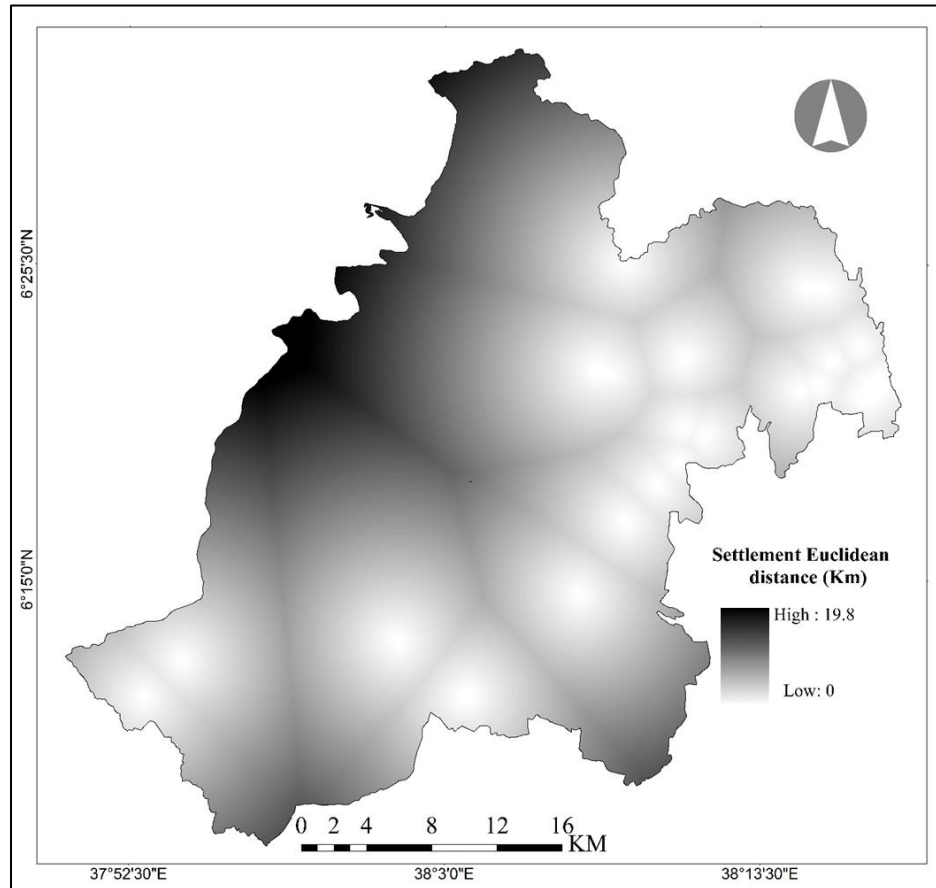 6°25'30"N
6°15'0"N
Settlement Euclidean
distance (Km)
High : 19.8
Low: 0
0 2 4 8 12 16
KM
37°52'30"E 38°3'0"E 38°13'30"E